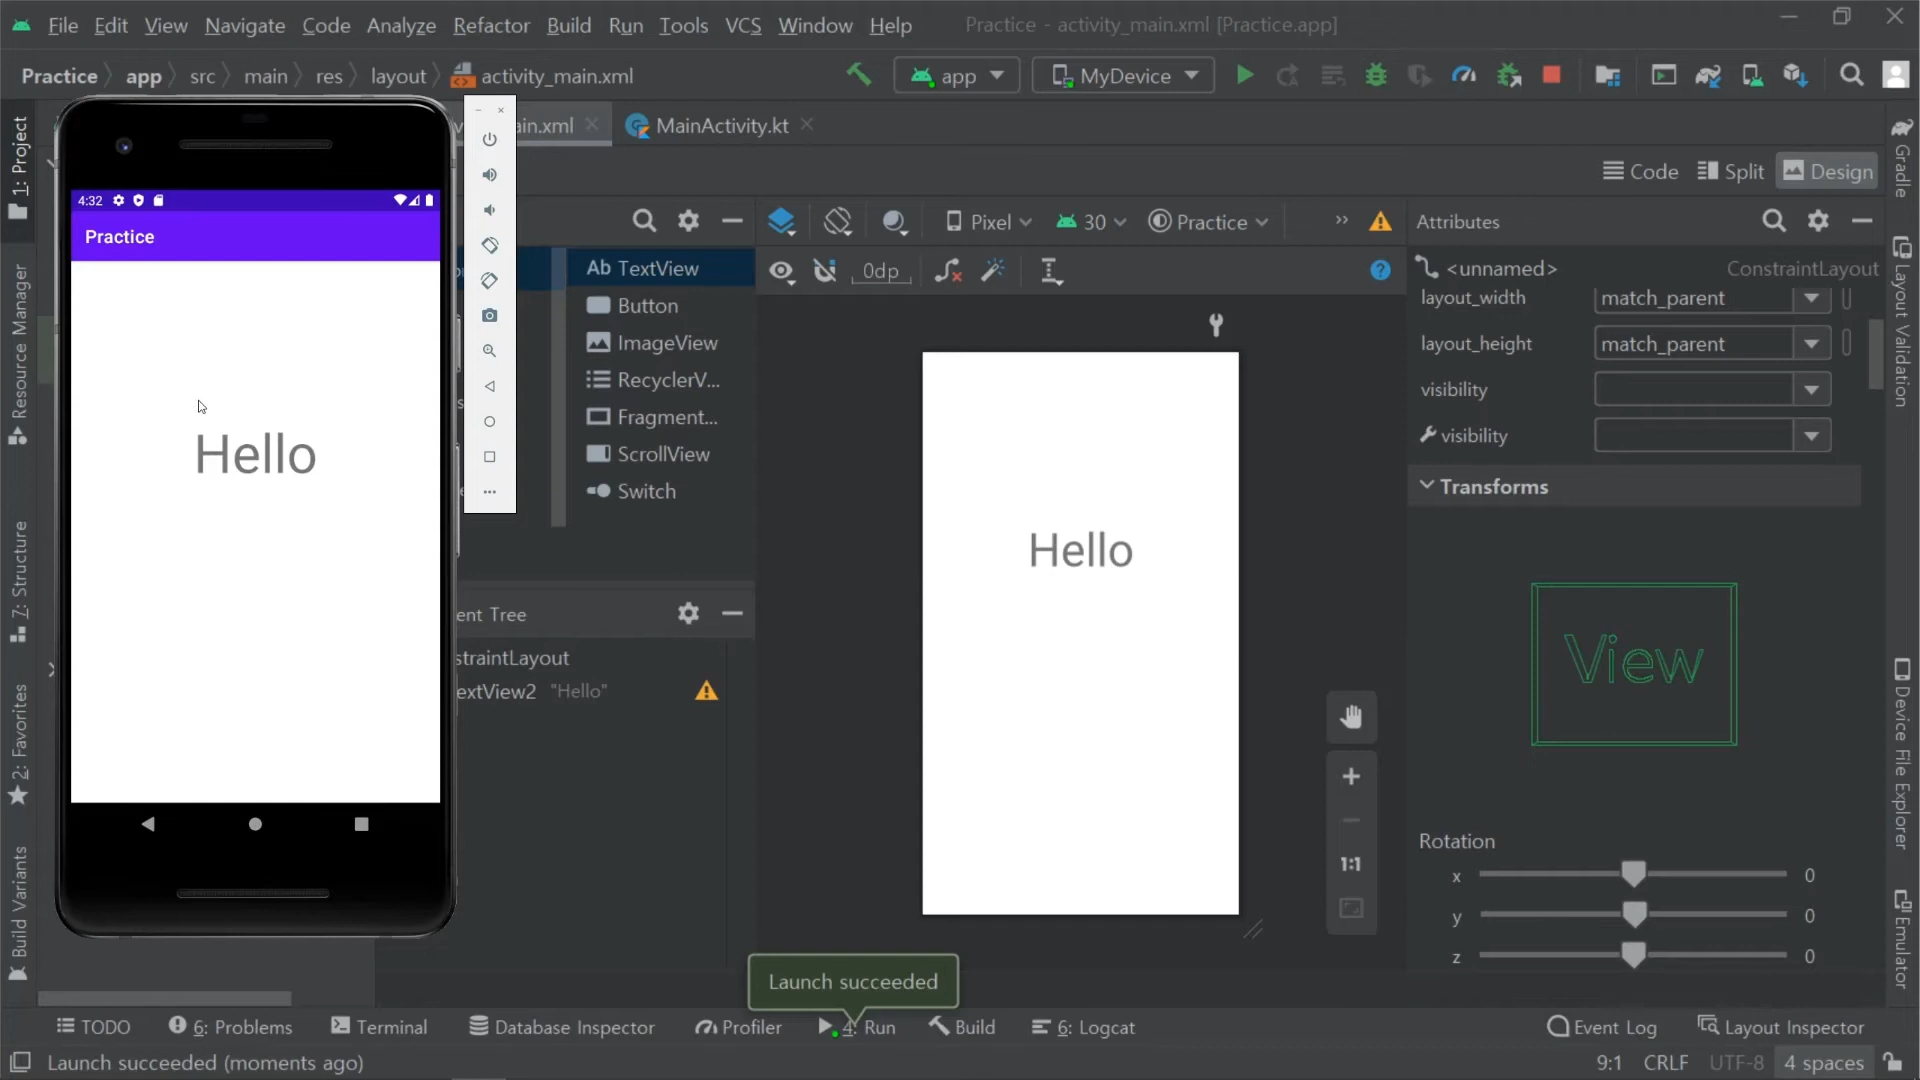 File Edit View Navigate Code Analyze Refactor Build Run Tools VCS Window Help Practice - activity_main.xml [Practice.app]
Practice app src main res layout activity_main.xml app MyDevice
ain.xml MainActivity.kt
Code Split Design
4:32
Practice
Hello
Pixel 30 Practice
0dp
Ab TextView
Button
ImageView
RecyclerV...
Fragment...
ScrollView
Switch
ent Tree
straintLayout
extView2 "Hello"
Hello
1:1
Attributes
<unnamed> ConstraintLayout
layout_width match_parent
layout_height match_parent
visibility
visibility
Transforms
View
Rotation
x 0
y 0
z 0
1: Project
Resource Manager
7: Structure
2: Favorites
Build Variants
Gradle
Layout Validation
Device File Explorer
Emulator
Launch succeeded
TODO 6: Problems Terminal Database Inspector Profiler 4: Run Build 6: Logcat Event Log Layout Inspector
Launch succeeded (moments ago) 9:1 CRLF UTF-8 4 spaces